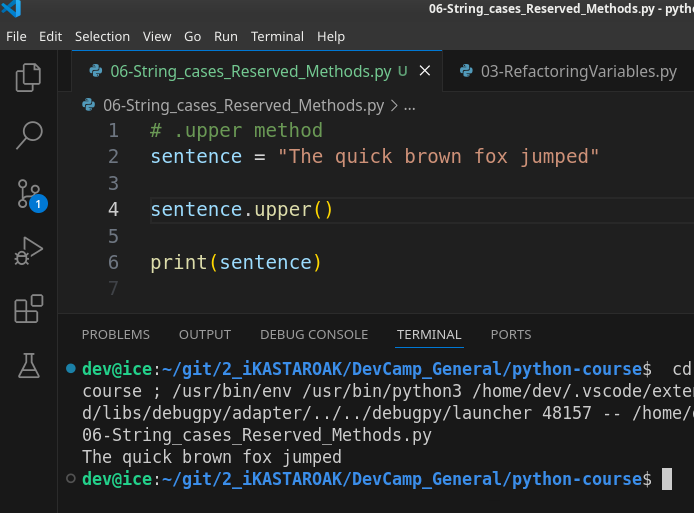 06-String_cases_Reserved_Methods.py - pytho
File Edit Selection View Go Run Terminal Help
06-String_cases_Reserved_Methods.py U 03-RefactoringVariables.py
06-String_cases_Reserved_Methods.py > ...
1 # .upper method
2 sentence = "The quick brown fox jumped"
3
4 sentence.upper()
5
6 print(sentence)
7
1
PROBLEMS OUTPUT DEBUG CONSOLE TERMINAL PORTS
dev@ice:~/git/2_iKASTAROAK/DevCamp_General/python-course$ cd
course ; /usr/bin/env /usr/bin/python3 /home/dev/.vscode/exten
d/libs/debugpy/adapter/../../debugpy/launcher 48157 -- /home/d
06-String_cases_Reserved_Methods.py
The quick brown fox jumped
dev@ice:~/git/2_iKASTAROAK/DevCamp_General/python-course$